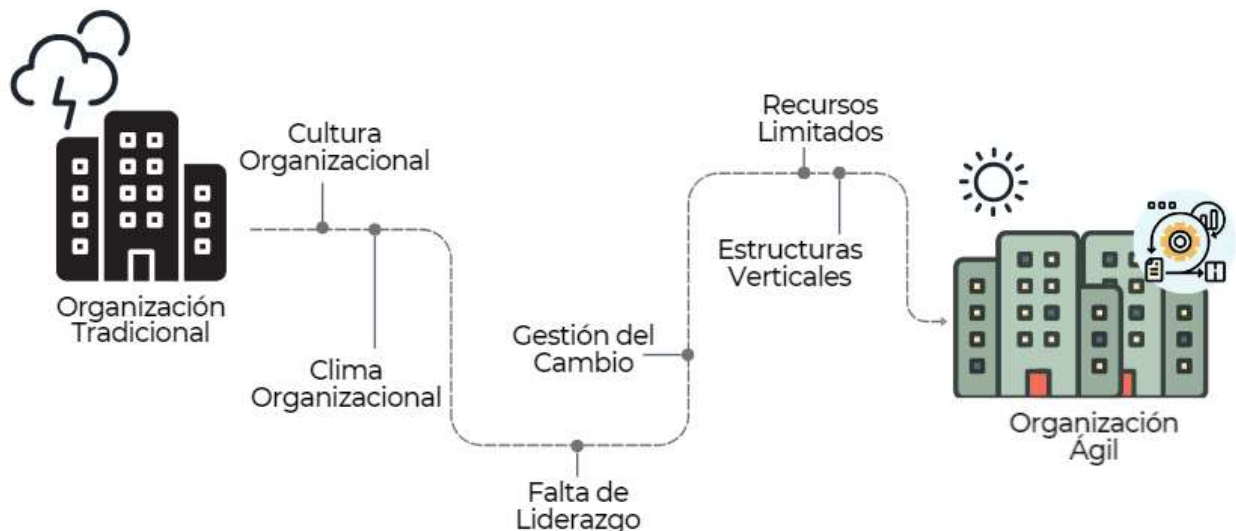 Organización
Tradicional
Cultura
Organizacional
Clima
Organizacional
Falta de
Liderazgo
Gestión del
Cambio
Recursos
Limitados
Estructuras
Verticales
Organización
Ágil